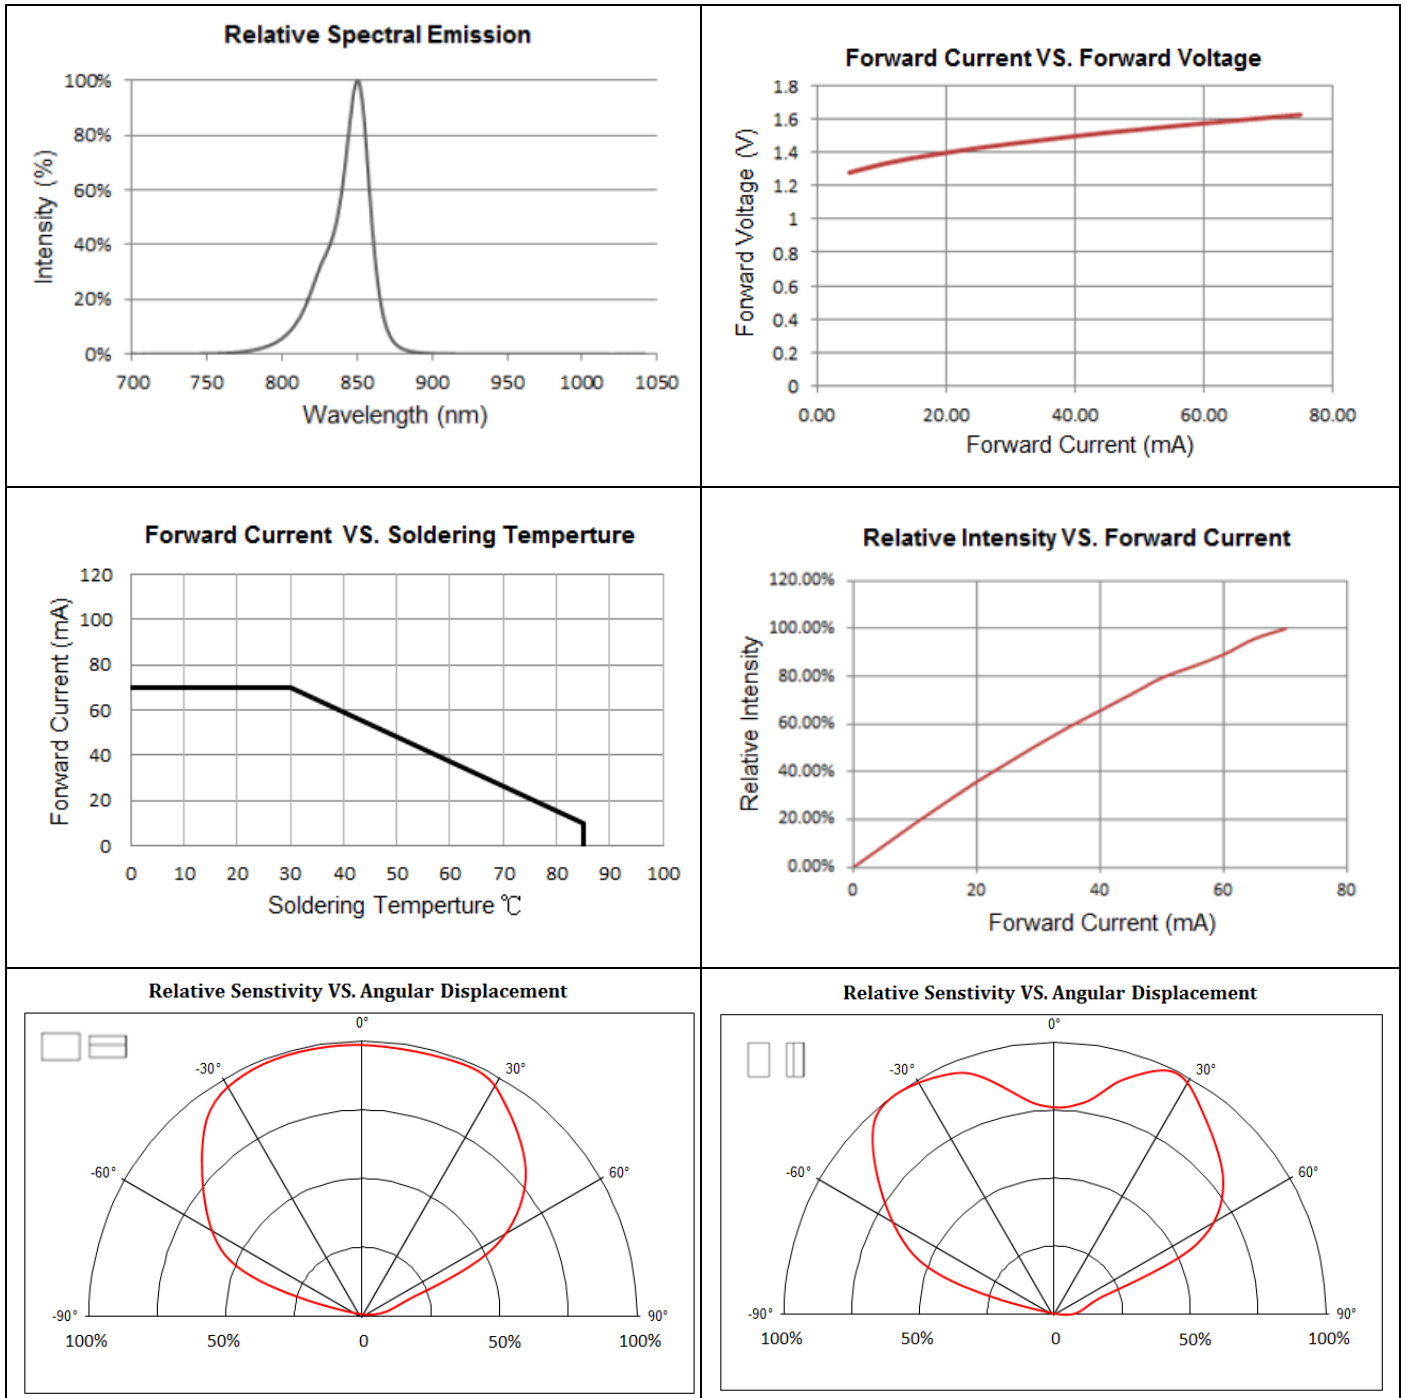 Relative Spectral Emission
100%
80%
60%
40%
20%
0%
Intensity (%)
700 750 800 850 900 950 1000 1050
Wavelength (nm)
Forward Current VS. Forward Voltage
1.8
1.6
1.4
1.2
1
0.8
0.6
0.4
0.2
0
Forward Voltage (V)
0.00 20.00 40.00 60.00 80.00
Forward Current (mA)
Forward Current VS. Soldering Temperture
120
100
80
60
40
20
0
Forward Current (mA)
0 10 20 30 40 50 60 70 80 90 100
Soldering Temperture ℃
Relative Intensity VS. Forward Current
120.00%
100.00%
80.00%
60.00%
40.00%
20.00%
0.00%
Relative Intensity
0 20 40 60 80
Forward Current (mA)
Relative Senstivity VS. Angular Displacement
0°
-30° 30°
-60° 60°
-90° 90°
100% 50% 0 50% 100%
Relative Senstivity VS. Angular Displacement
0°
-30° 30°
-60° 60°
-90° 90°
100% 50% 0 50% 100%